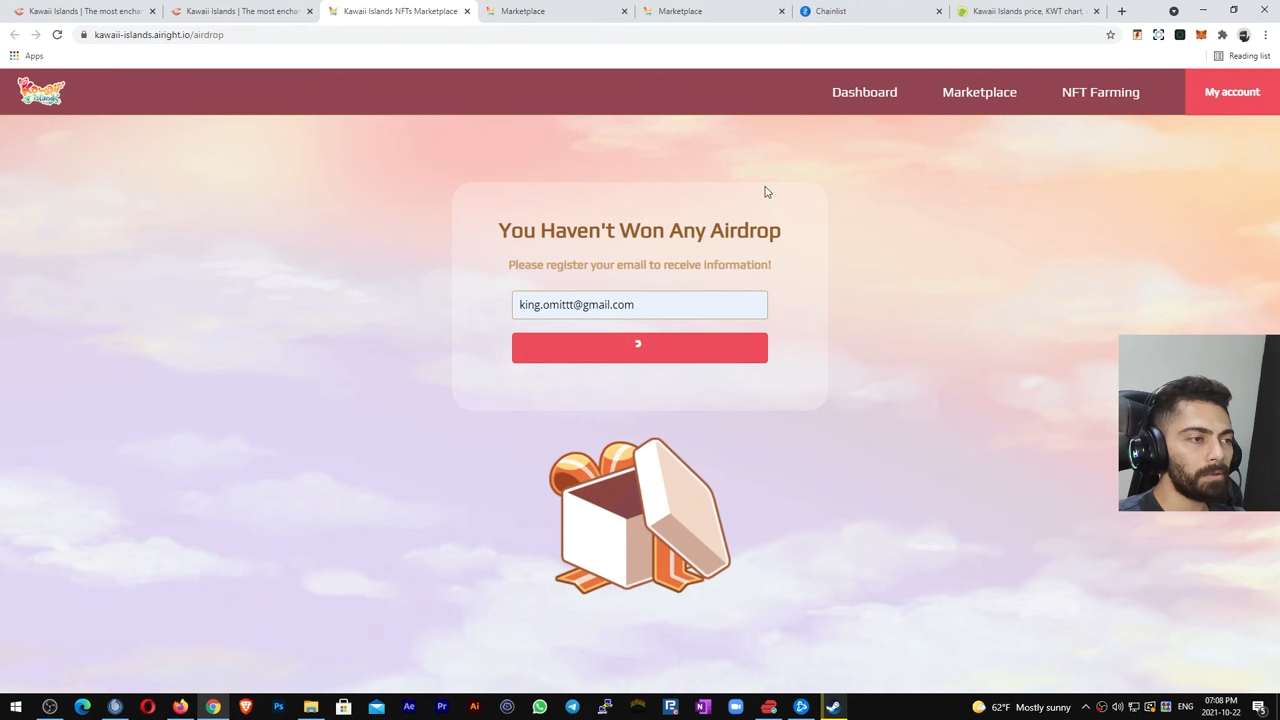 Kawaii Islands | The most encha
Kawaii Islands | The most encha
Kawaii Islands NFTs Marketplace
Marketplace
Marketplace
Chainlist
Kawaii Islands price, KWT chart,
kawaii-islands.airight.io/airdrop
Apps
Reading list
Kawaii
Islands
Dashboard
Marketplace
NFT Farming
My account
You Haven't Won Any Airdrop
Please register your email to receive information!
king.omittt@gmail.com
62°F Mostly sunny
ENG
07:08 PM
2021-10-22